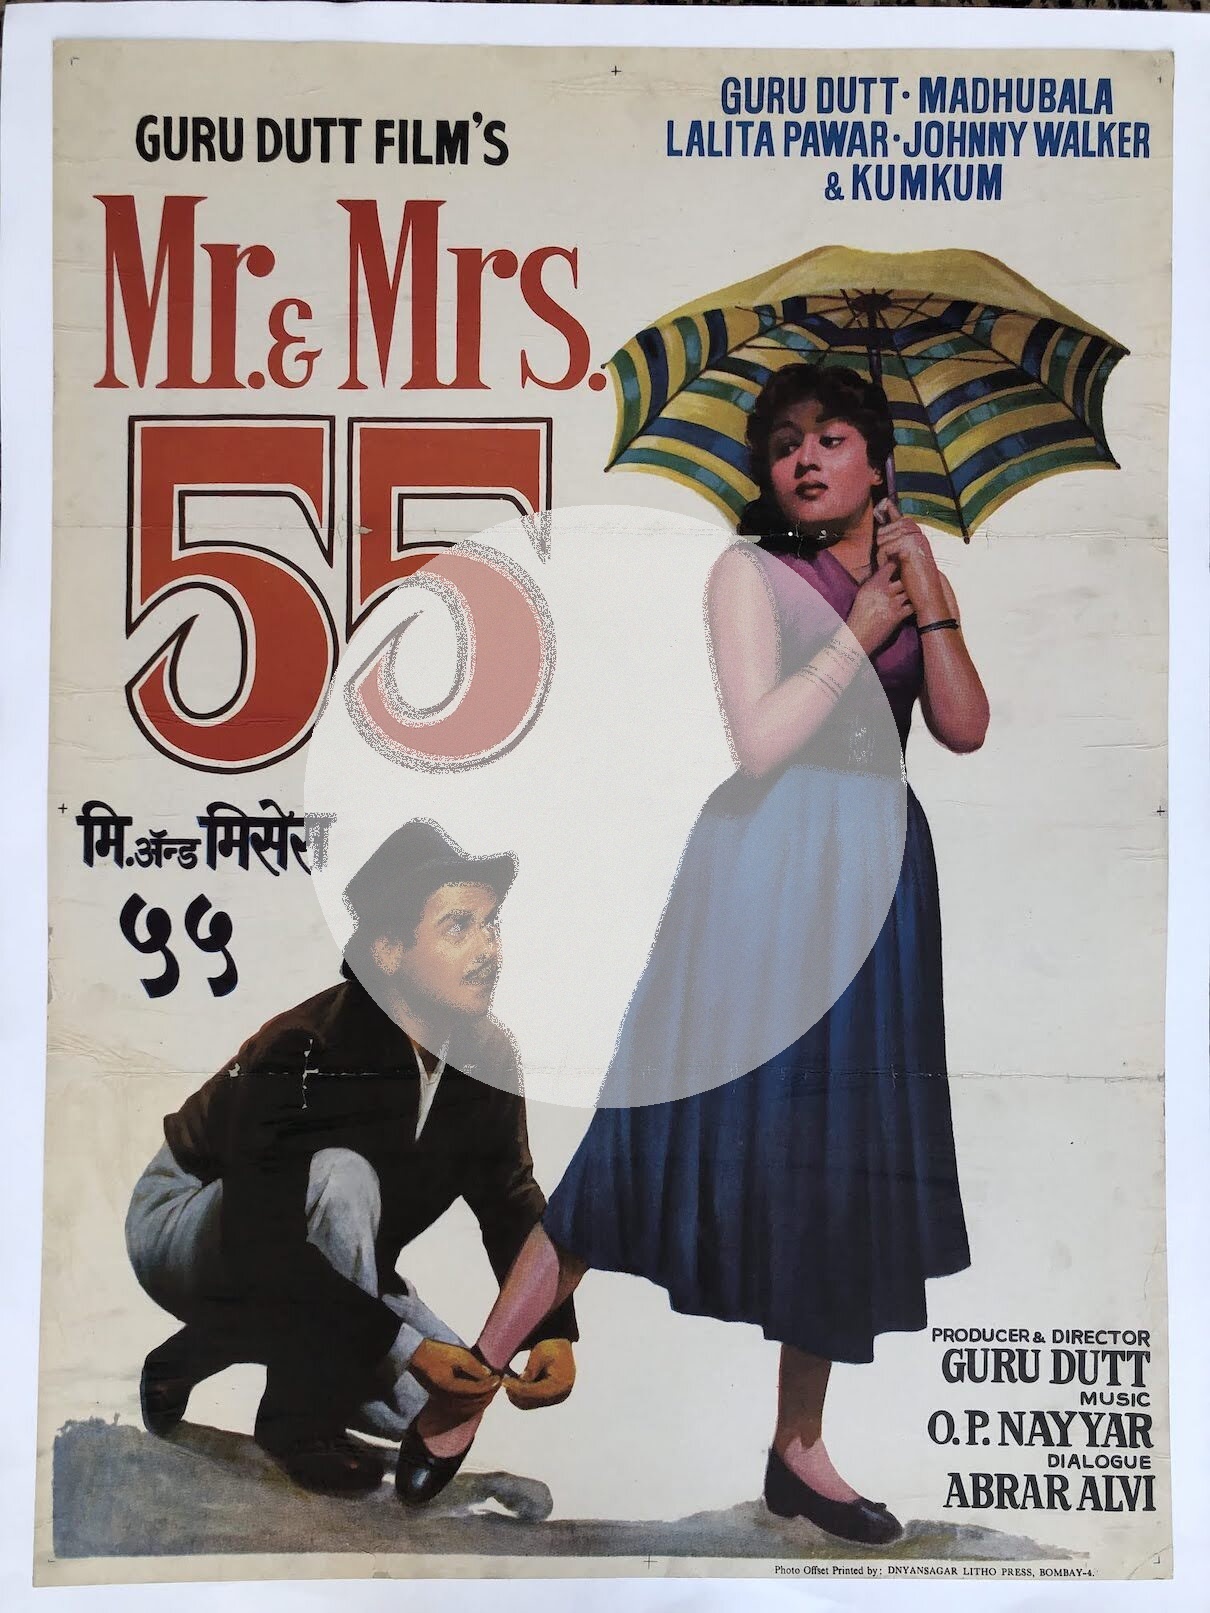 GURU DUTT FILM'S
Mr. & Mrs.
55
मि. ॲन्ड मिसेस
५५
GURU DUTT · MADHUBALA
LALITA PAWAR · JOHNNY WALKER
& KUMKUM
PRODUCER & DIRECTOR
GURU DUTT
MUSIC
O.P. NAYYAR
DIALOGUE
ABRAR ALVI
Photo Offset Printed by: DNYANSAGAR LITHO PRESS, BOMBAY-4.